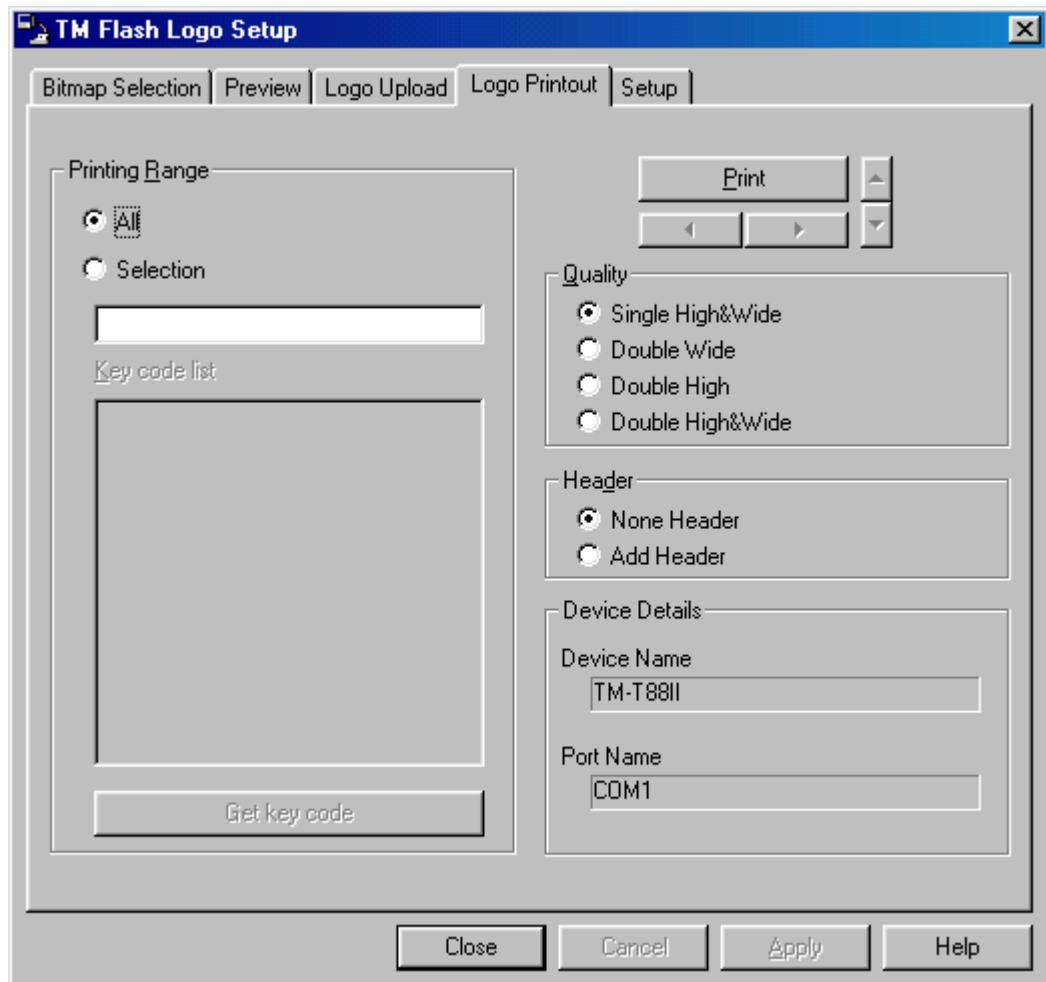 TM Flash Logo Setup
Bitmap Selection Preview Logo Upload Logo Printout Setup
Printing Range
All
Selection
Key code list
Get key code
Print
Quality
Single High&Wide
Double Wide
Double High
Double High&Wide
Header
None Header
Add Header
Device Details
Device Name
TM-T88II
Port Name
COM1
Close Cancel Apply Help